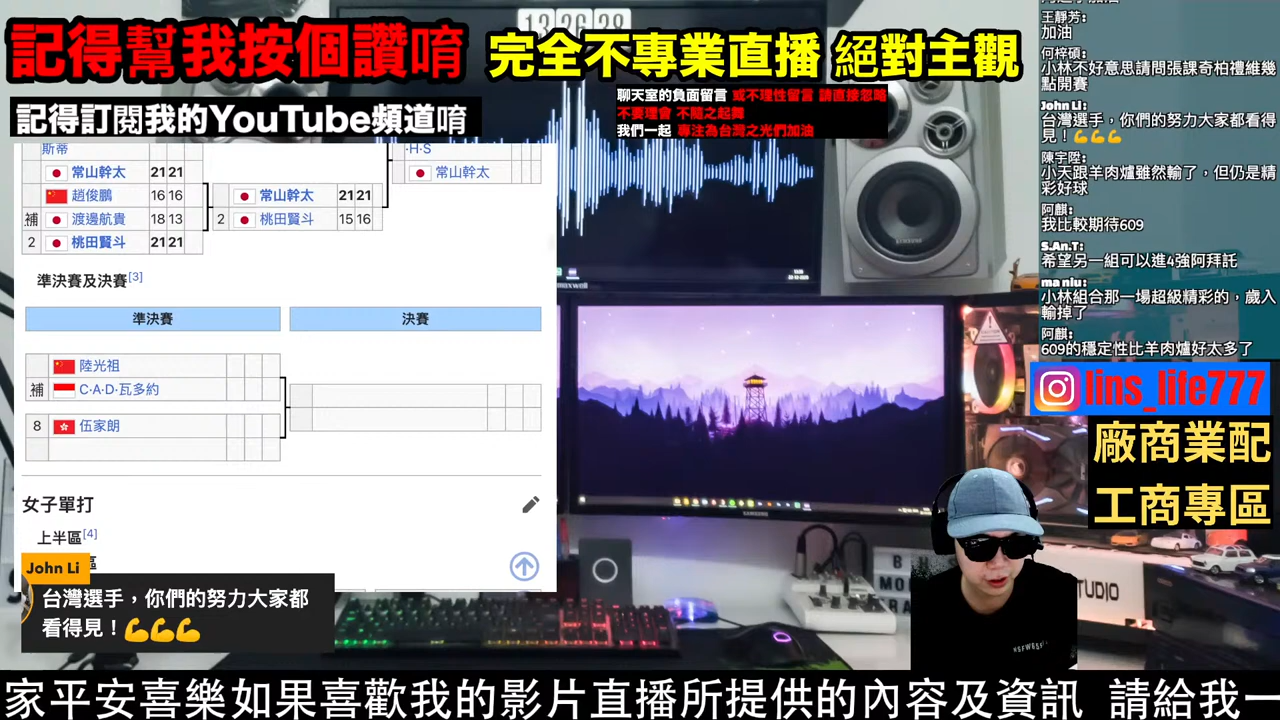 記得幫我按個讚唷
完全不專業直播 絕對主觀
記得訂閱我的YouTube頻道唷
聊天室的負面留言 或不理性留言 請直接忽略
不要理會 不隨之起舞
我們一起 專注為台灣之光們加油
斯蒂
常山幹太 21 21
趙俊鵬 16 16
補 渡邊航貴 18 13
2 桃田賢斗 21 21
常山幹太 21 21
2 桃田賢斗 15 16
·H·S
常山幹太
準決賽及決賽[3]
準決賽 決賽
陸光祖
補 C·A·D·瓦多約
8 伍家朗
女子單打
上半區[4]
區
John Li
台灣選手，你們的努力大家都
看得見！💪💪💪
王靜芳:
加油
何梓碩:
小林不好意思請問張課奇柏禮維幾
點開賽
John Li:
台灣選手，你們的努力大家都看得
見！💪💪💪
陳宇陞:
小天跟羊肉爐雖然輸了，但仍是精
彩好球
阿麒:
我比較期待609
S.An.T:
希望另一組可以進4強阿拜託
ma niu:
小林組合那一場超級精彩的，歲入
輸掉了
阿麒:
609的穩定性比羊肉爐好太多了
lins_life777
廠商業配
工商專區
maxwell
SAMSUNG
家平安喜樂如果喜歡我的影片直播所提供的內容及資訊 請給我一